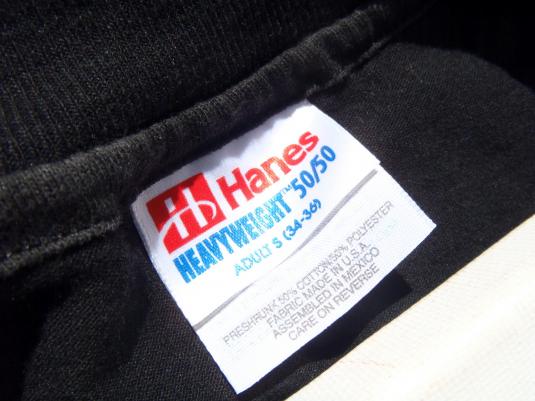 Hanes
HEAVYWEIGHT™ 50/50
ADULT S (34-36)
PRESHRUNK 50% COTTON/50% POLYESTER
FABRIC MADE IN U.S.A.
ASSEMBLED IN MEXICO
CARE ON REVERSE